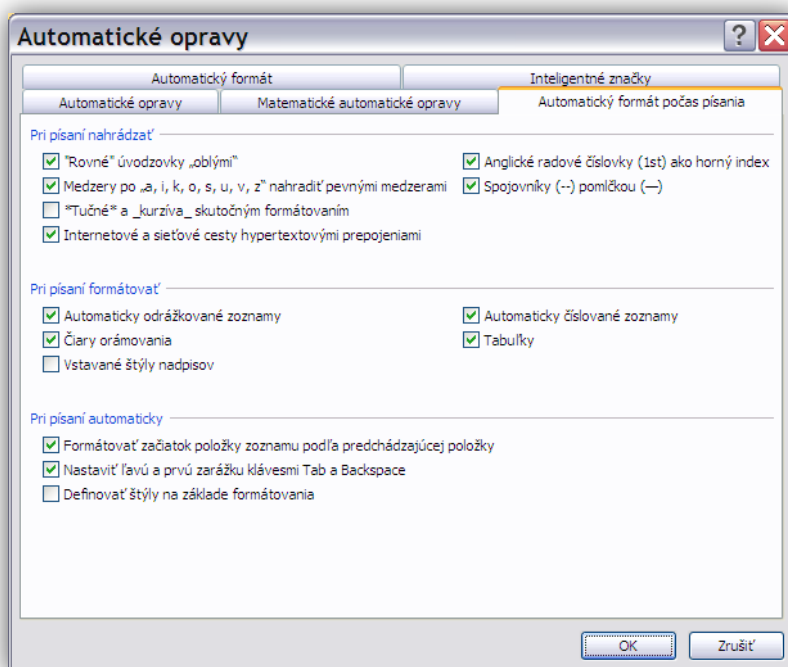 Automatické opravy
Automatický formát
Inteligentné značky
Automatické opravy
Matematické automatické opravy
Automatický formát počas písania
Pri písaní nahrádzať
"Rovné" úvodzovky „oblými“
Anglické radové číslovky (1st) ako horný index
Medzery po „a, i, k, o, s, u, v, z“ nahradiť pevnými medzerami
Spojovníky (--) pomlčkou (—)
*Tučné* a _kurzíva_ skutočným formátovaním
Internetové a sieťové cesty hypertextovými prepojeniami
Pri písaní formátovať
Automaticky odrážkované zoznamy
Automaticky číslované zoznamy
Čiary orámovania
Tabuľky
Vstavané štýly nadpisov
Pri písaní automaticky
Formátovať začiatok položky zoznamu podľa predchádzajúcej položky
Nastaviť ľavú a prvú zarážku klávesmi Tab a Backspace
Definovať štýly na základe formátovania
OK
Zrušiť